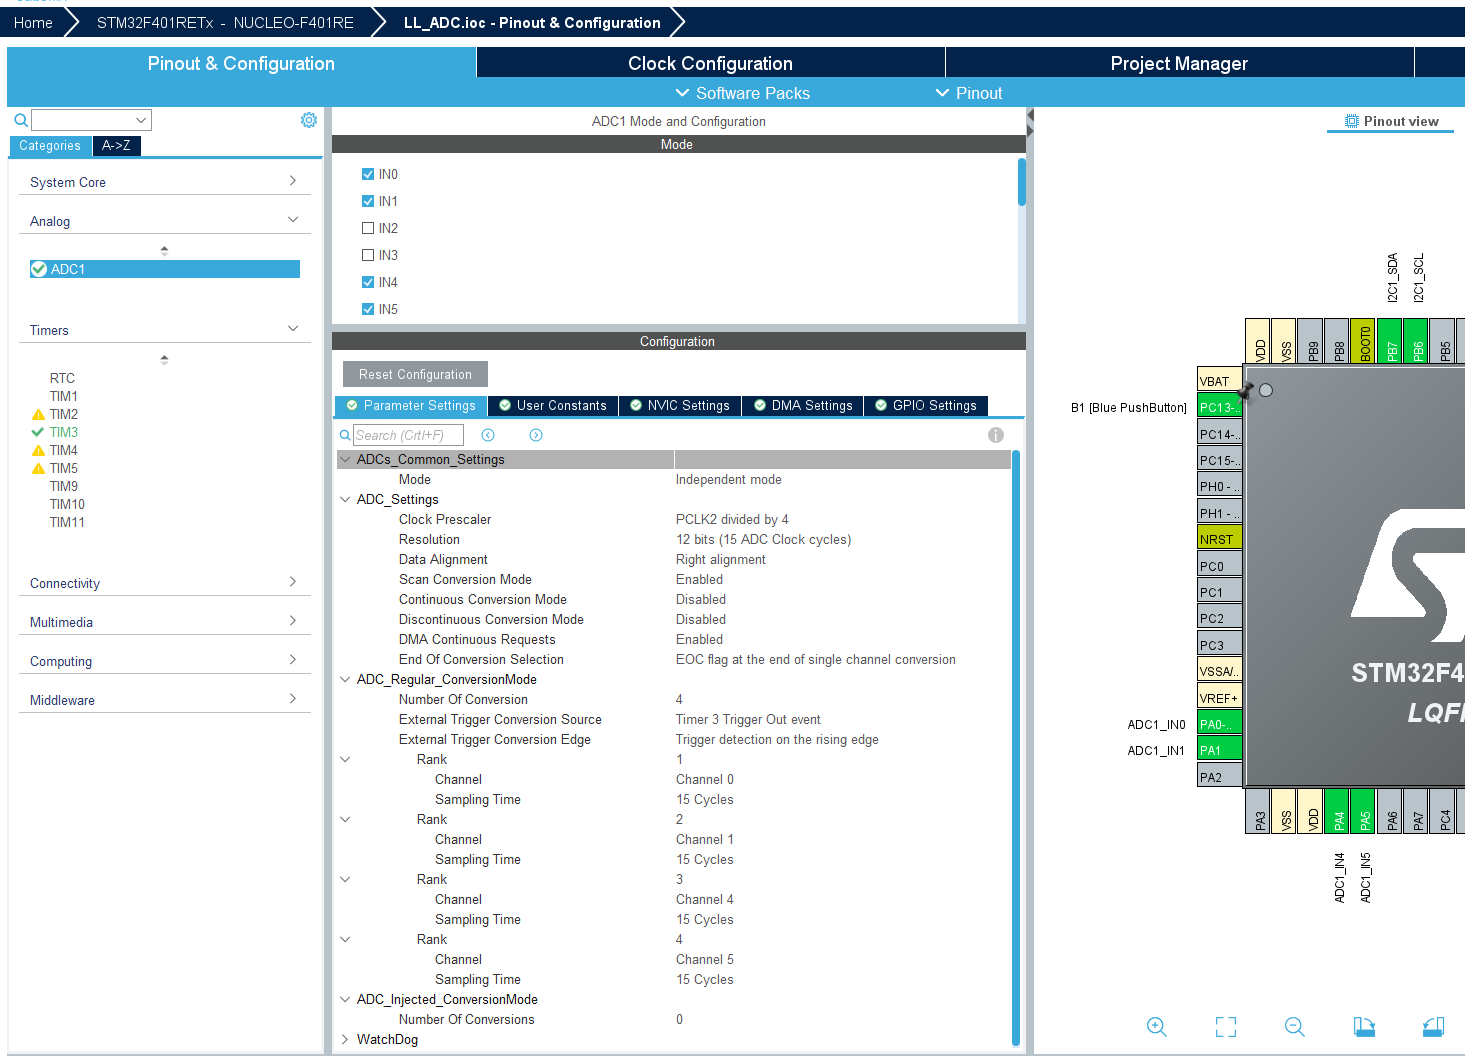 Home
STM32F401RETx - NUCLEO-F401RE
LL_ADC.ioc - Pinout & Configuration
Pinout & Configuration
Clock Configuration
Project Manager
Software Packs
Pinout
Categories
A->Z
System Core
Analog
ADC1
Timers
RTC
TIM1
TIM2
TIM3
TIM4
TIM5
TIM9
TIM10
TIM11
Connectivity
Multimedia
Computing
Middleware
ADC1 Mode and Configuration
Mode
IN0
IN1
IN2
IN3
IN4
IN5
Configuration
Reset Configuration
Parameter Settings
User Constants
NVIC Settings
DMA Settings
GPIO Settings
Search (Crtl+F)
ADCs_Common_Settings
Mode Independent mode
ADC_Settings
Clock Prescaler PCLK2 divided by 4
Resolution 12 bits (15 ADC Clock cycles)
Data Alignment Right alignment
Scan Conversion Mode Enabled
Continuous Conversion Mode Disabled
Discontinuous Conversion Mode Disabled
DMA Continuous Requests Enabled
End Of Conversion Selection EOC flag at the end of single channel conversion
ADC_Regular_ConversionMode
Number Of Conversion 4
External Trigger Conversion Source Timer 3 Trigger Out event
External Trigger Conversion Edge Trigger detection on the rising edge
Rank 1
Channel Channel 0
Sampling Time 15 Cycles
Rank 2
Channel Channel 1
Sampling Time 15 Cycles
Rank 3
Channel Channel 4
Sampling Time 15 Cycles
Rank 4
Channel Channel 5
Sampling Time 15 Cycles
ADC_Injected_ConversionMode
Number Of Conversions 0
WatchDog
Pinout view
I2C1_SDA
I2C1_SCL
VDD
VSS
PB9
PB8
BOOT0
PB7
PB6
PB5
VBAT
B1 [Blue PushButton] PC13-..
PC14-..
PC15-..
PH0 - ..
PH1 - ..
NRST
PC0
PC1
PC2
PC3
VSSA/..
VREF+
ADC1_IN0 PA0-..
ADC1_IN1 PA1
PA2
STM32F4
LQF
PA3
VSS
VDD
PA4
PA5
PA6
PA7
PC4
ADC1_IN4
ADC1_IN5